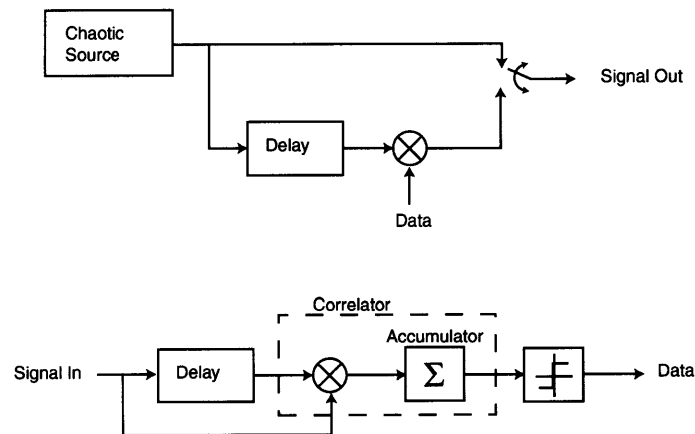 Chaotic
Source
Signal Out
Delay
Data
Correlator
Accumulator
Signal In
Delay
Σ
Data